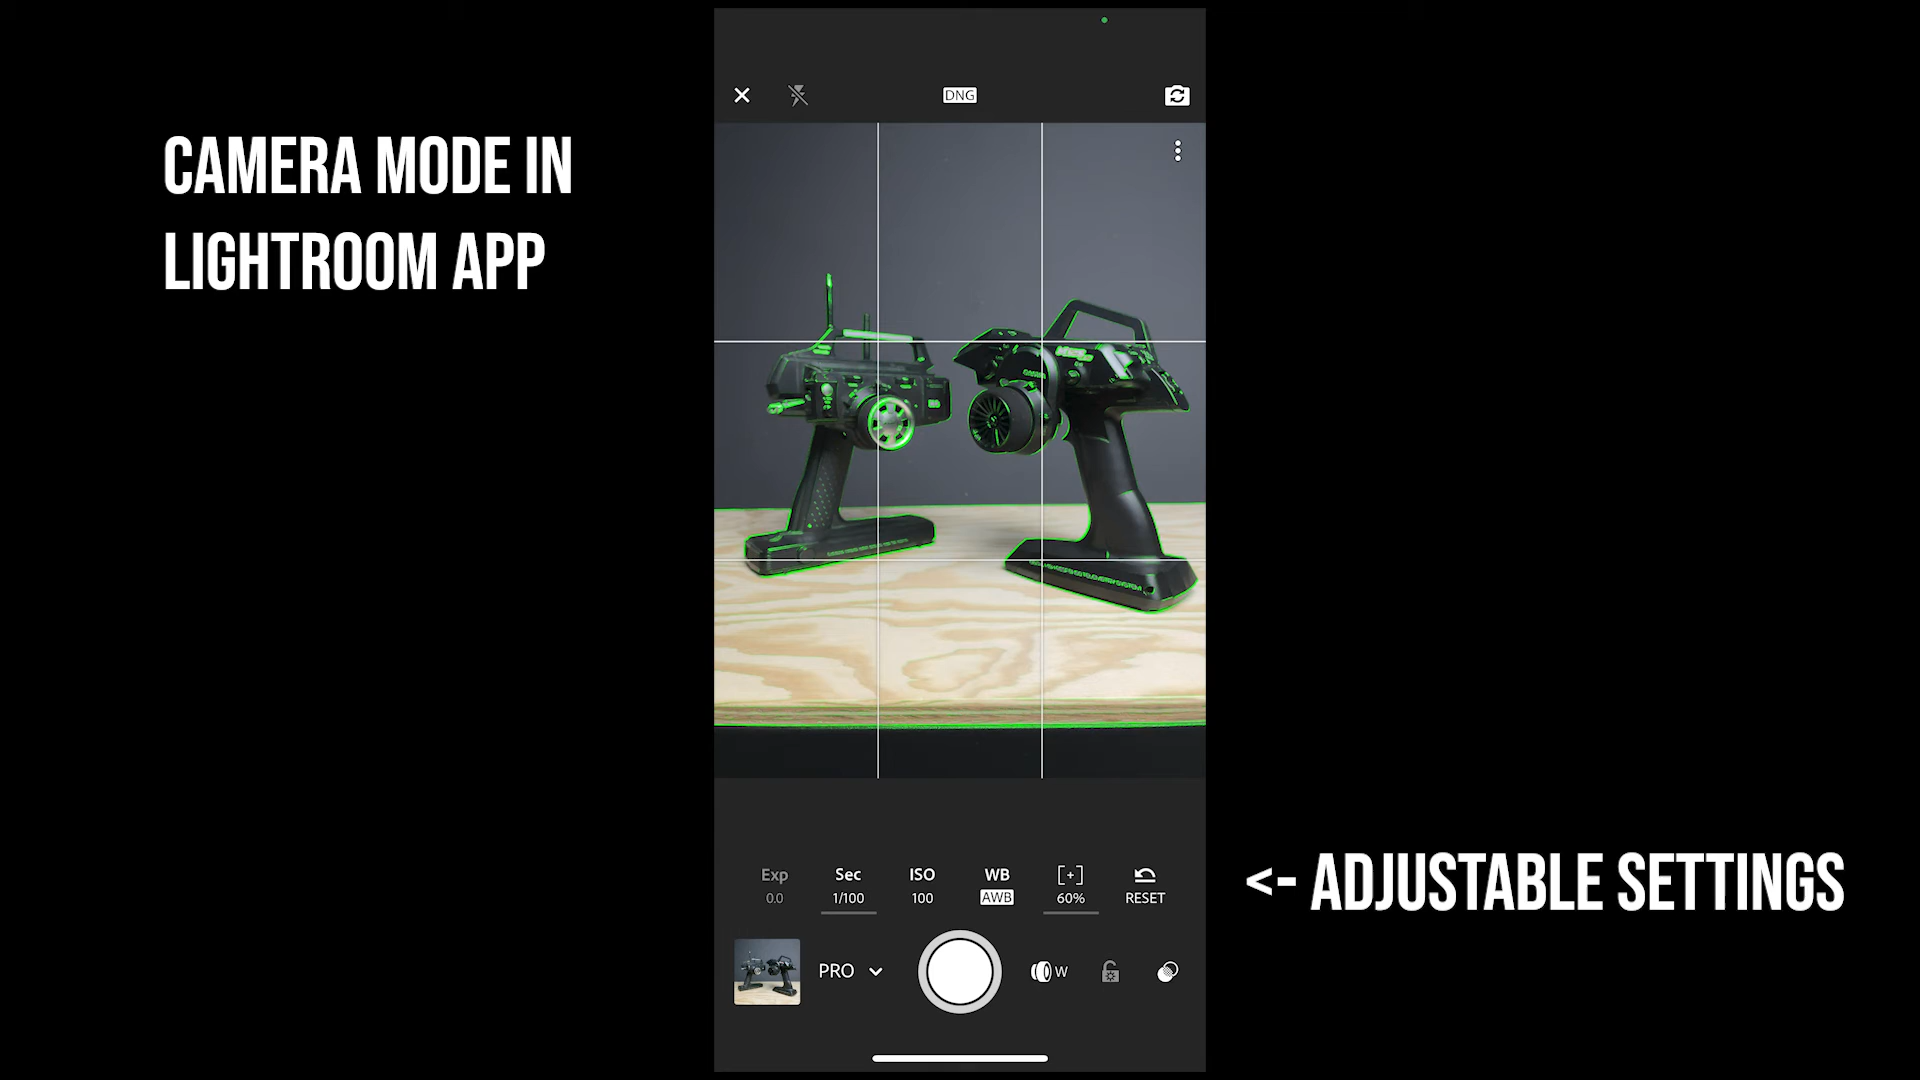 CAMERA MODE IN
LIGHTROOM APP
DNG
Exp Sec ISO WB [+]
0.0 1/100 100 AWB 60% RESET
<- ADJUSTABLE SETTINGS
PRO W